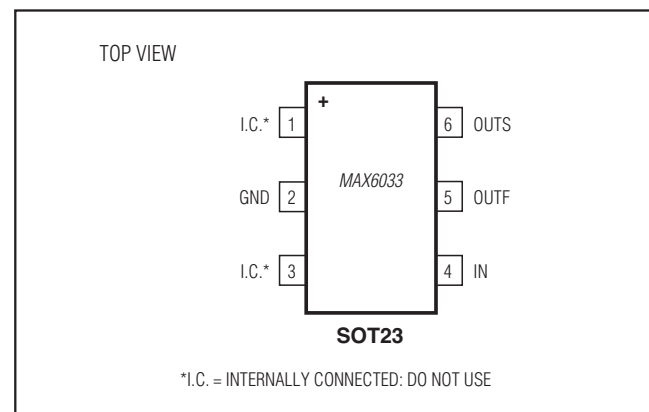 TOP VIEW
+
I.C.* 1
6 OUTS
GND 2
MAX6033
5 OUTF
I.C.* 3
4 IN
SOT23
*I.C. = INTERNALLY CONNECTED: DO NOT USE